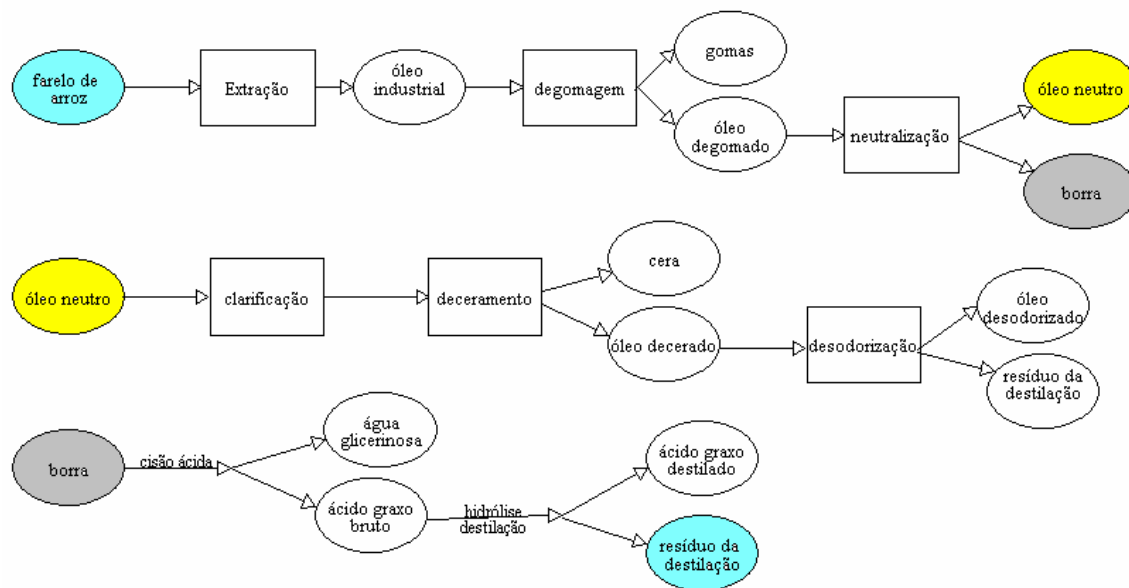 farelo de
arroz
Extração
óleo
industrial
degomagem
gomas
óleo
degomado
neutralização
óleo neutro
borra
óleo neutro
clarificação
deceramento
cera
óleo decerado
desodorização
óleo
desodorizado
resíduo da
destilação
borra
cisão ácida
água
glicerinosa
ácido graxo
bruto
hidrólise
destilação
ácido graxo
destilado
resíduo da
destilação